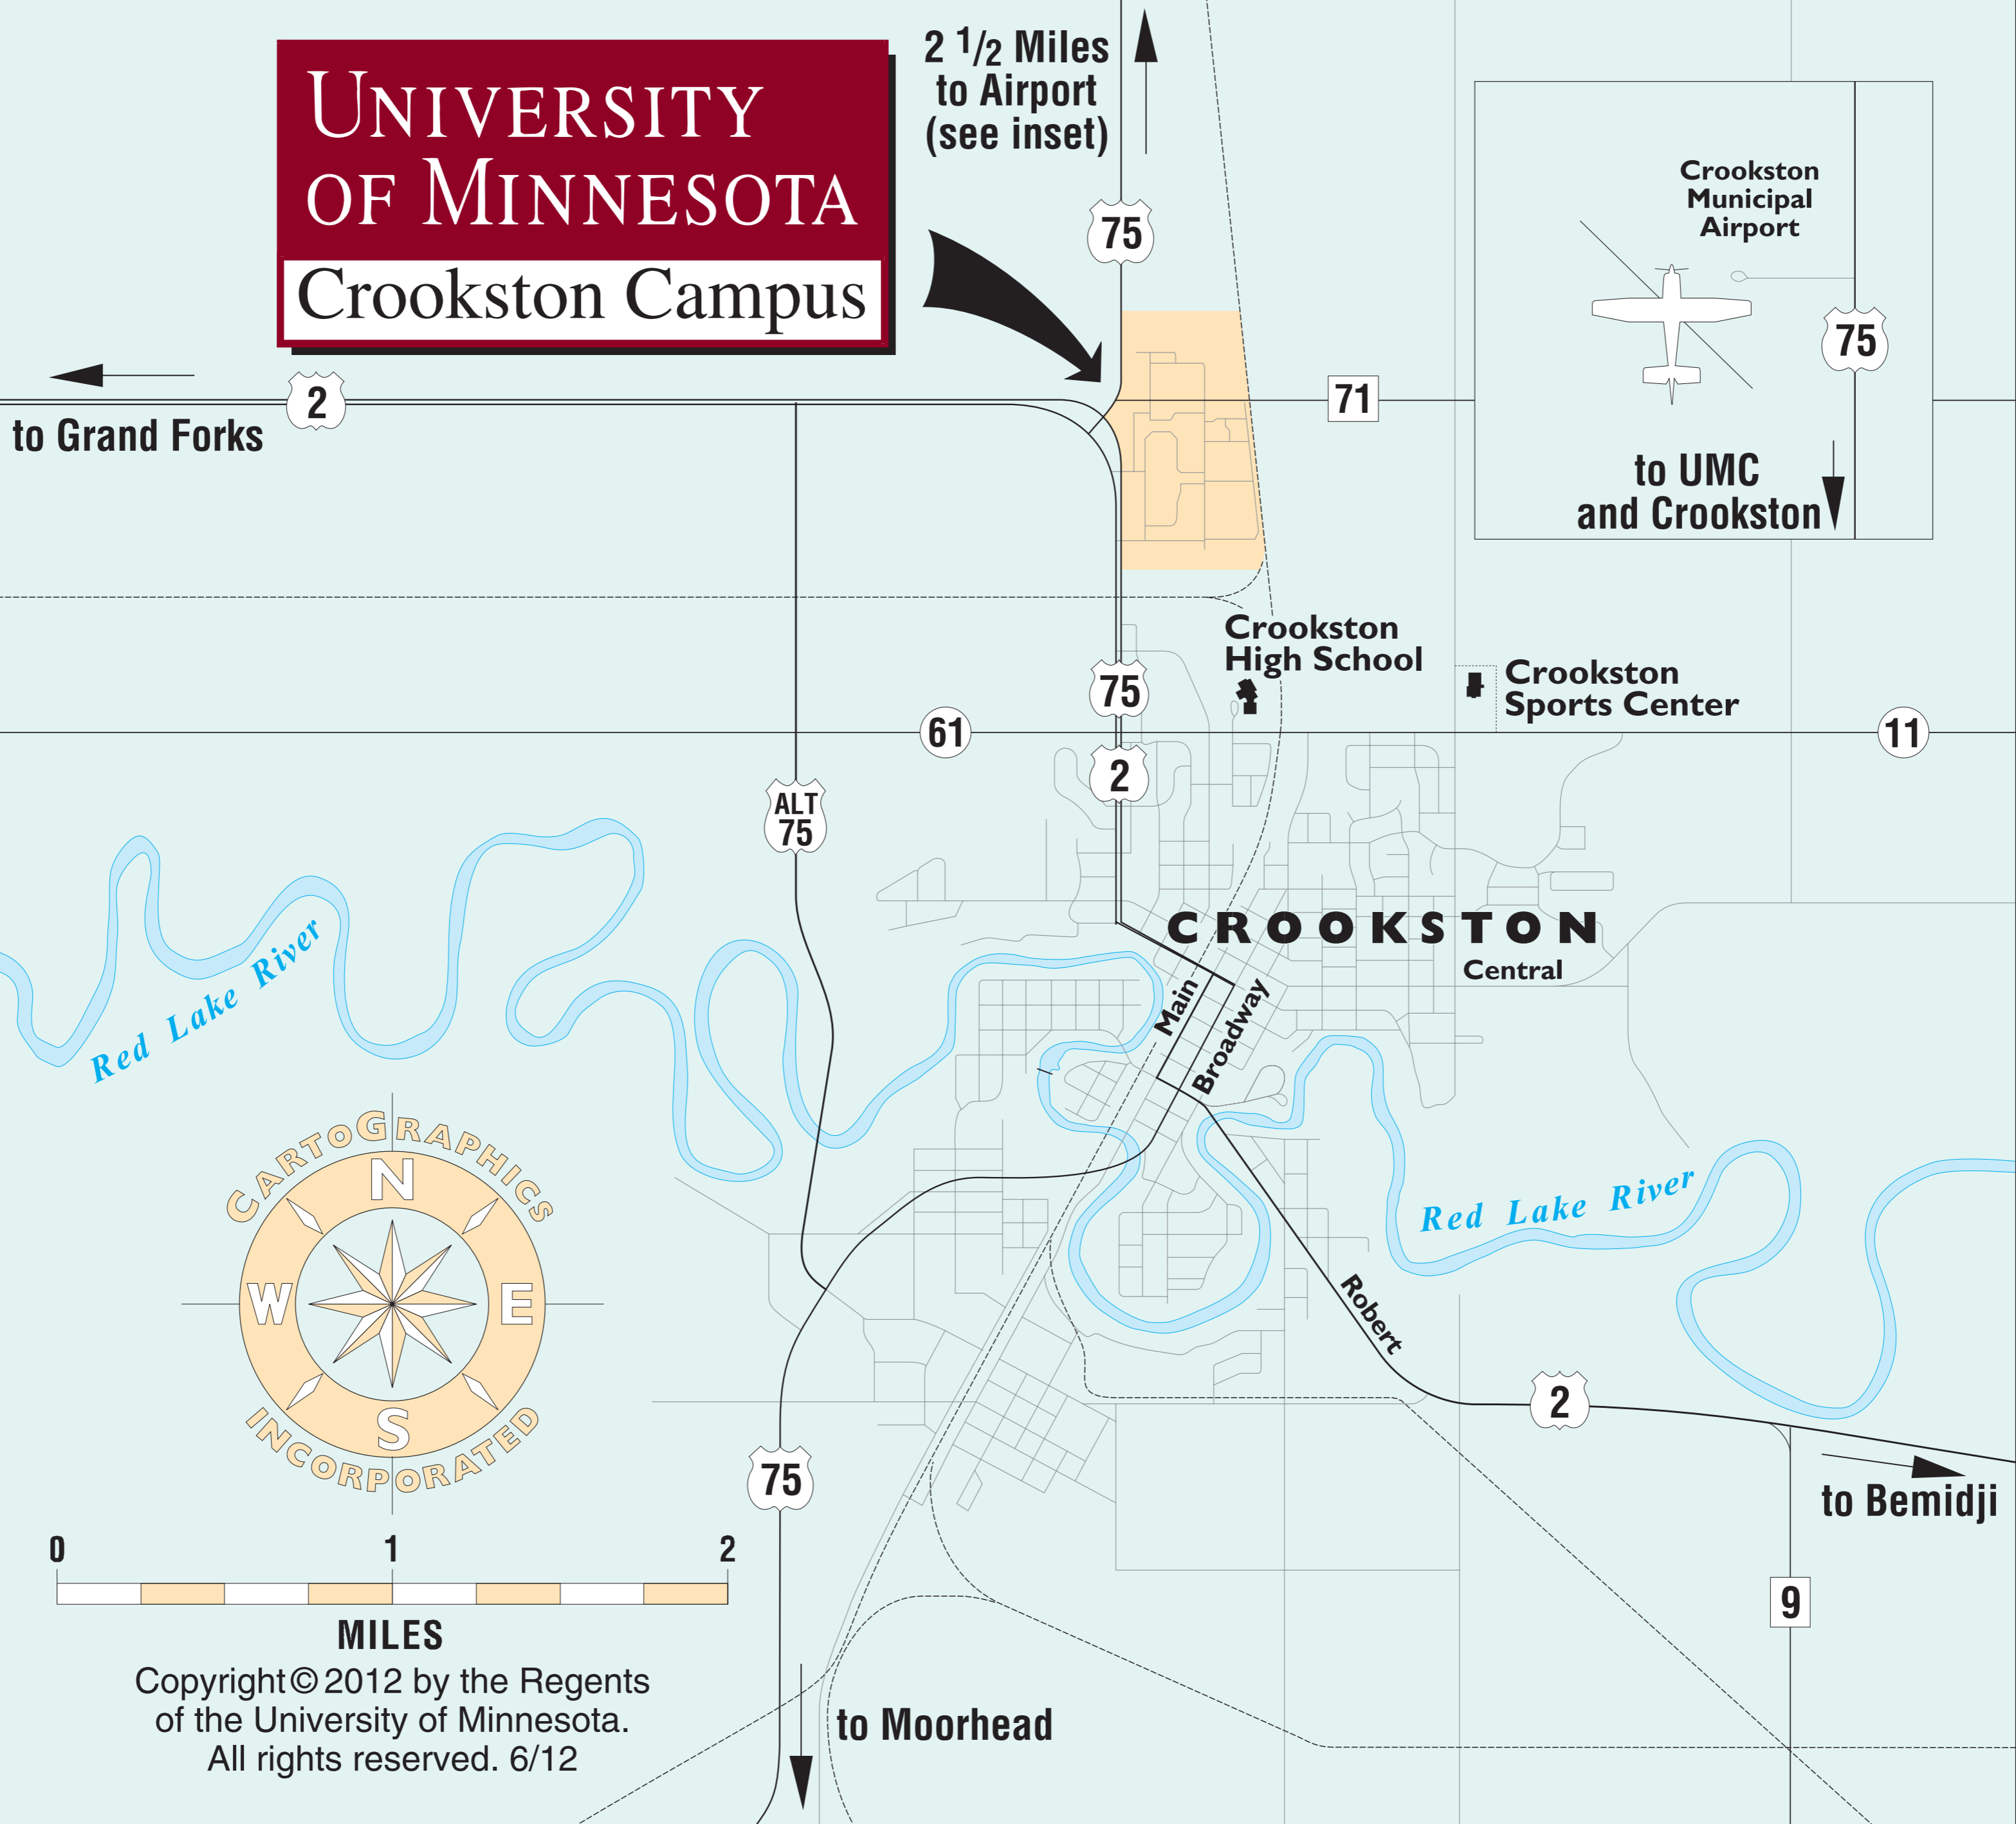 UNIVERSITY
OF MINNESOTA
Crookston Campus
2 1/2 Miles
to Airport
(see inset)
75
Crookston
Municipal
Airport
75
to UMC
and Crookston
2
to Grand Forks
71
Crookston
High School
Crookston
Sports Center
75
61
2
11
ALT
75
CROOKSTON
Central
Main
Broadway
Red Lake River
Red Lake River
Robert
CARTOGRAPHICS
N
W
E
S
INCORPORATED
2
to Bemidji
75
9
0 1 2
MILES
Copyright © 2012 by the Regents
of the University of Minnesota.
All rights reserved. 6/12
to Moorhead